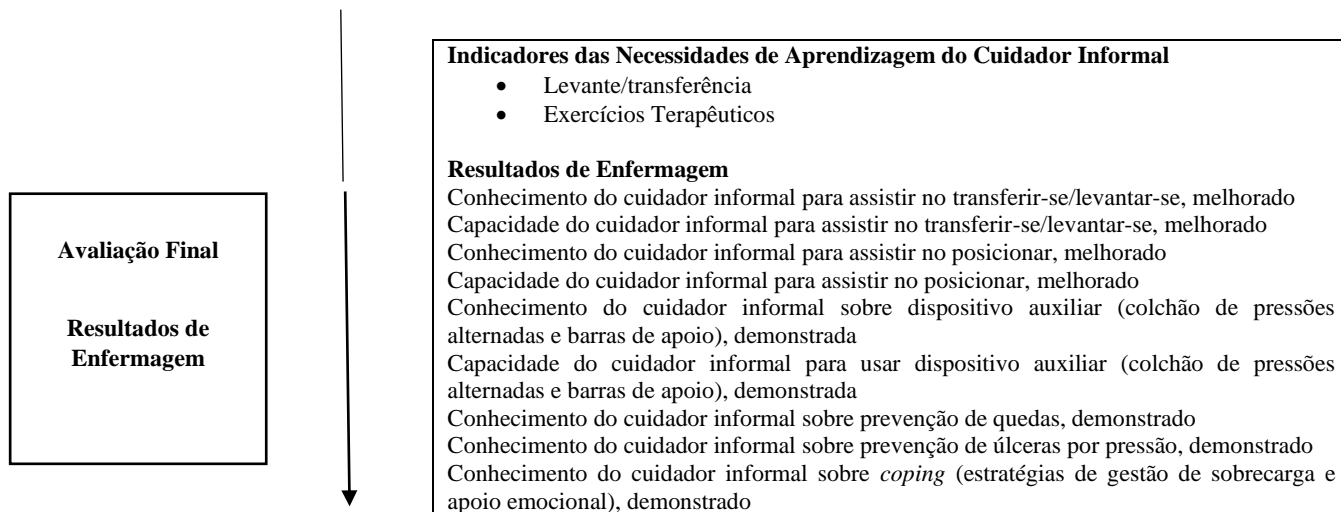 Avaliação Final
Resultados de
Enfermagem
Indicadores das Necessidades de Aprendizagem do Cuidador Informal
• Levante/transferência
• Exercícios Terapêuticos
Resultados de Enfermagem
Conhecimento do cuidador informal para assistir no transferir-se/levantar-se, melhorado
Capacidade do cuidador informal para assistir no transferir-se/levantar-se, melhorado
Conhecimento do cuidador informal para assistir no posicionar, melhorado
Capacidade do cuidador informal para assistir no posicionar, melhorado
Conhecimento do cuidador informal sobre dispositivo auxiliar (colchão de pressões
alternadas e barras de apoio), demonstrada
Capacidade do cuidador informal para usar dispositivo auxiliar (colchão de pressões
alternadas e barras de apoio), demonstrada
Conhecimento do cuidador informal sobre prevenção de quedas, demonstrado
Conhecimento do cuidador informal sobre prevenção de úlceras por pressão, demonstrado
Conhecimento do cuidador informal sobre coping (estratégias de gestão de sobrecarga e
apoio emocional), demonstrado